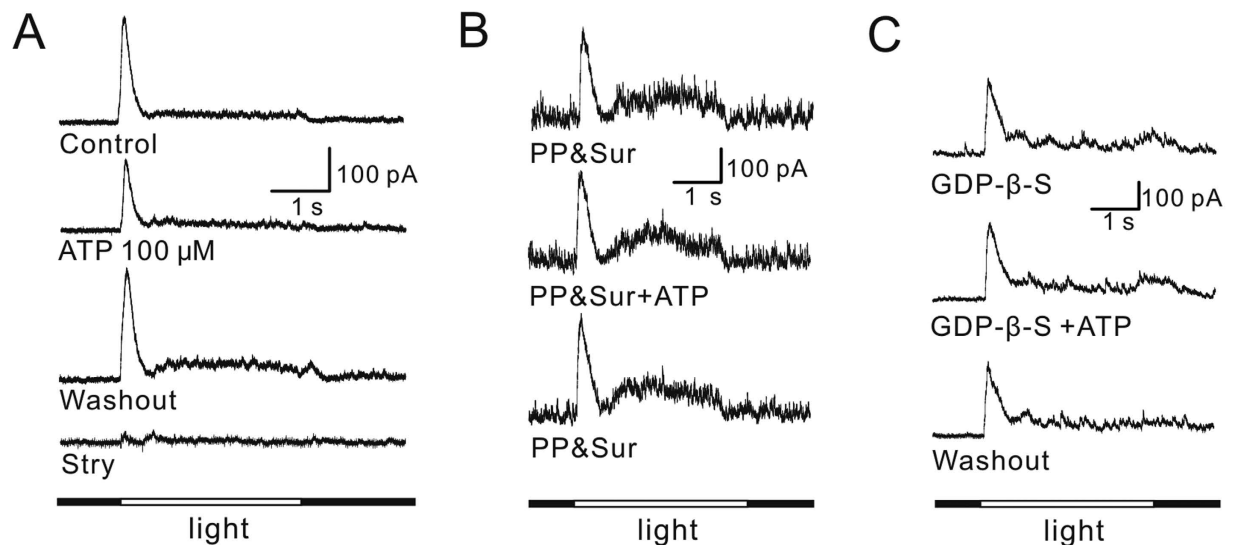 A
Control
100 pA
1 s
ATP 100 μM
Washout
Stry
light
B
PP&Sur
100 pA
1 s
PP&Sur+ATP
PP&Sur
light
C
GDP-β-S
100 pA
1 s
GDP-β-S +ATP
Washout
light